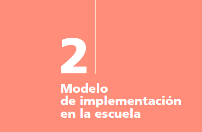 2
Modelo
de implementación
en la escuela